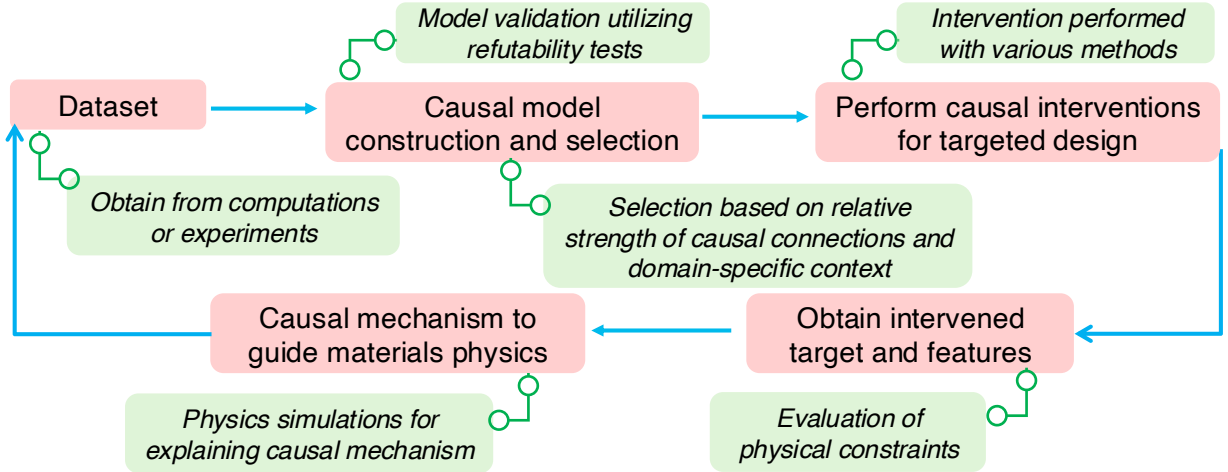 Model validation utilizing
refutability tests
Intervention performed
with various methods
Dataset
Causal model
construction and selection
Perform causal interventions
for targeted design
Obtain from computations
or experiments
Selection based on relative
strength of causal connections and
domain-specific context
Causal mechanism to
guide materials physics
Obtain intervened
target and features
Physics simulations for
explaining causal mechanism
Evaluation of
physical constraints